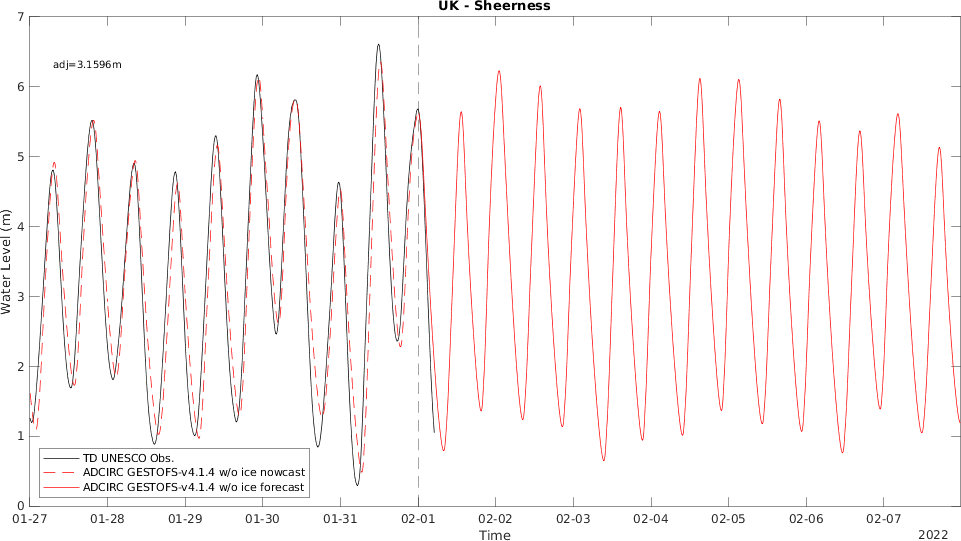 UK - Sheerness
adj=3.1596m
Water Level (m)
7
6
5
4
3
2
1
0
TD UNESCO Obs.
ADCIRC GESTOFS-v4.1.4 w/o ice nowcast
ADCIRC GESTOFS-v4.1.4 w/o ice forecast
01-27 01-28 01-29 01-30 01-31 02-01 02-02 02-03 02-04 02-05 02-06 02-07
Time
2022